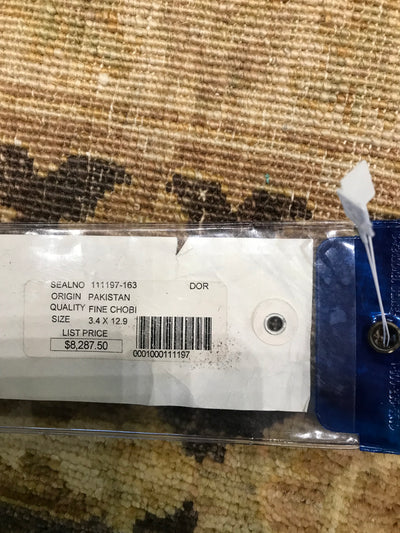 SEALNO 111197-163 DOR
ORIGIN PAKISTAN
QUALITY FINE CHOBI
SIZE 3.4 X 12.9
LIST PRICE
$8,287.50
0001000111197